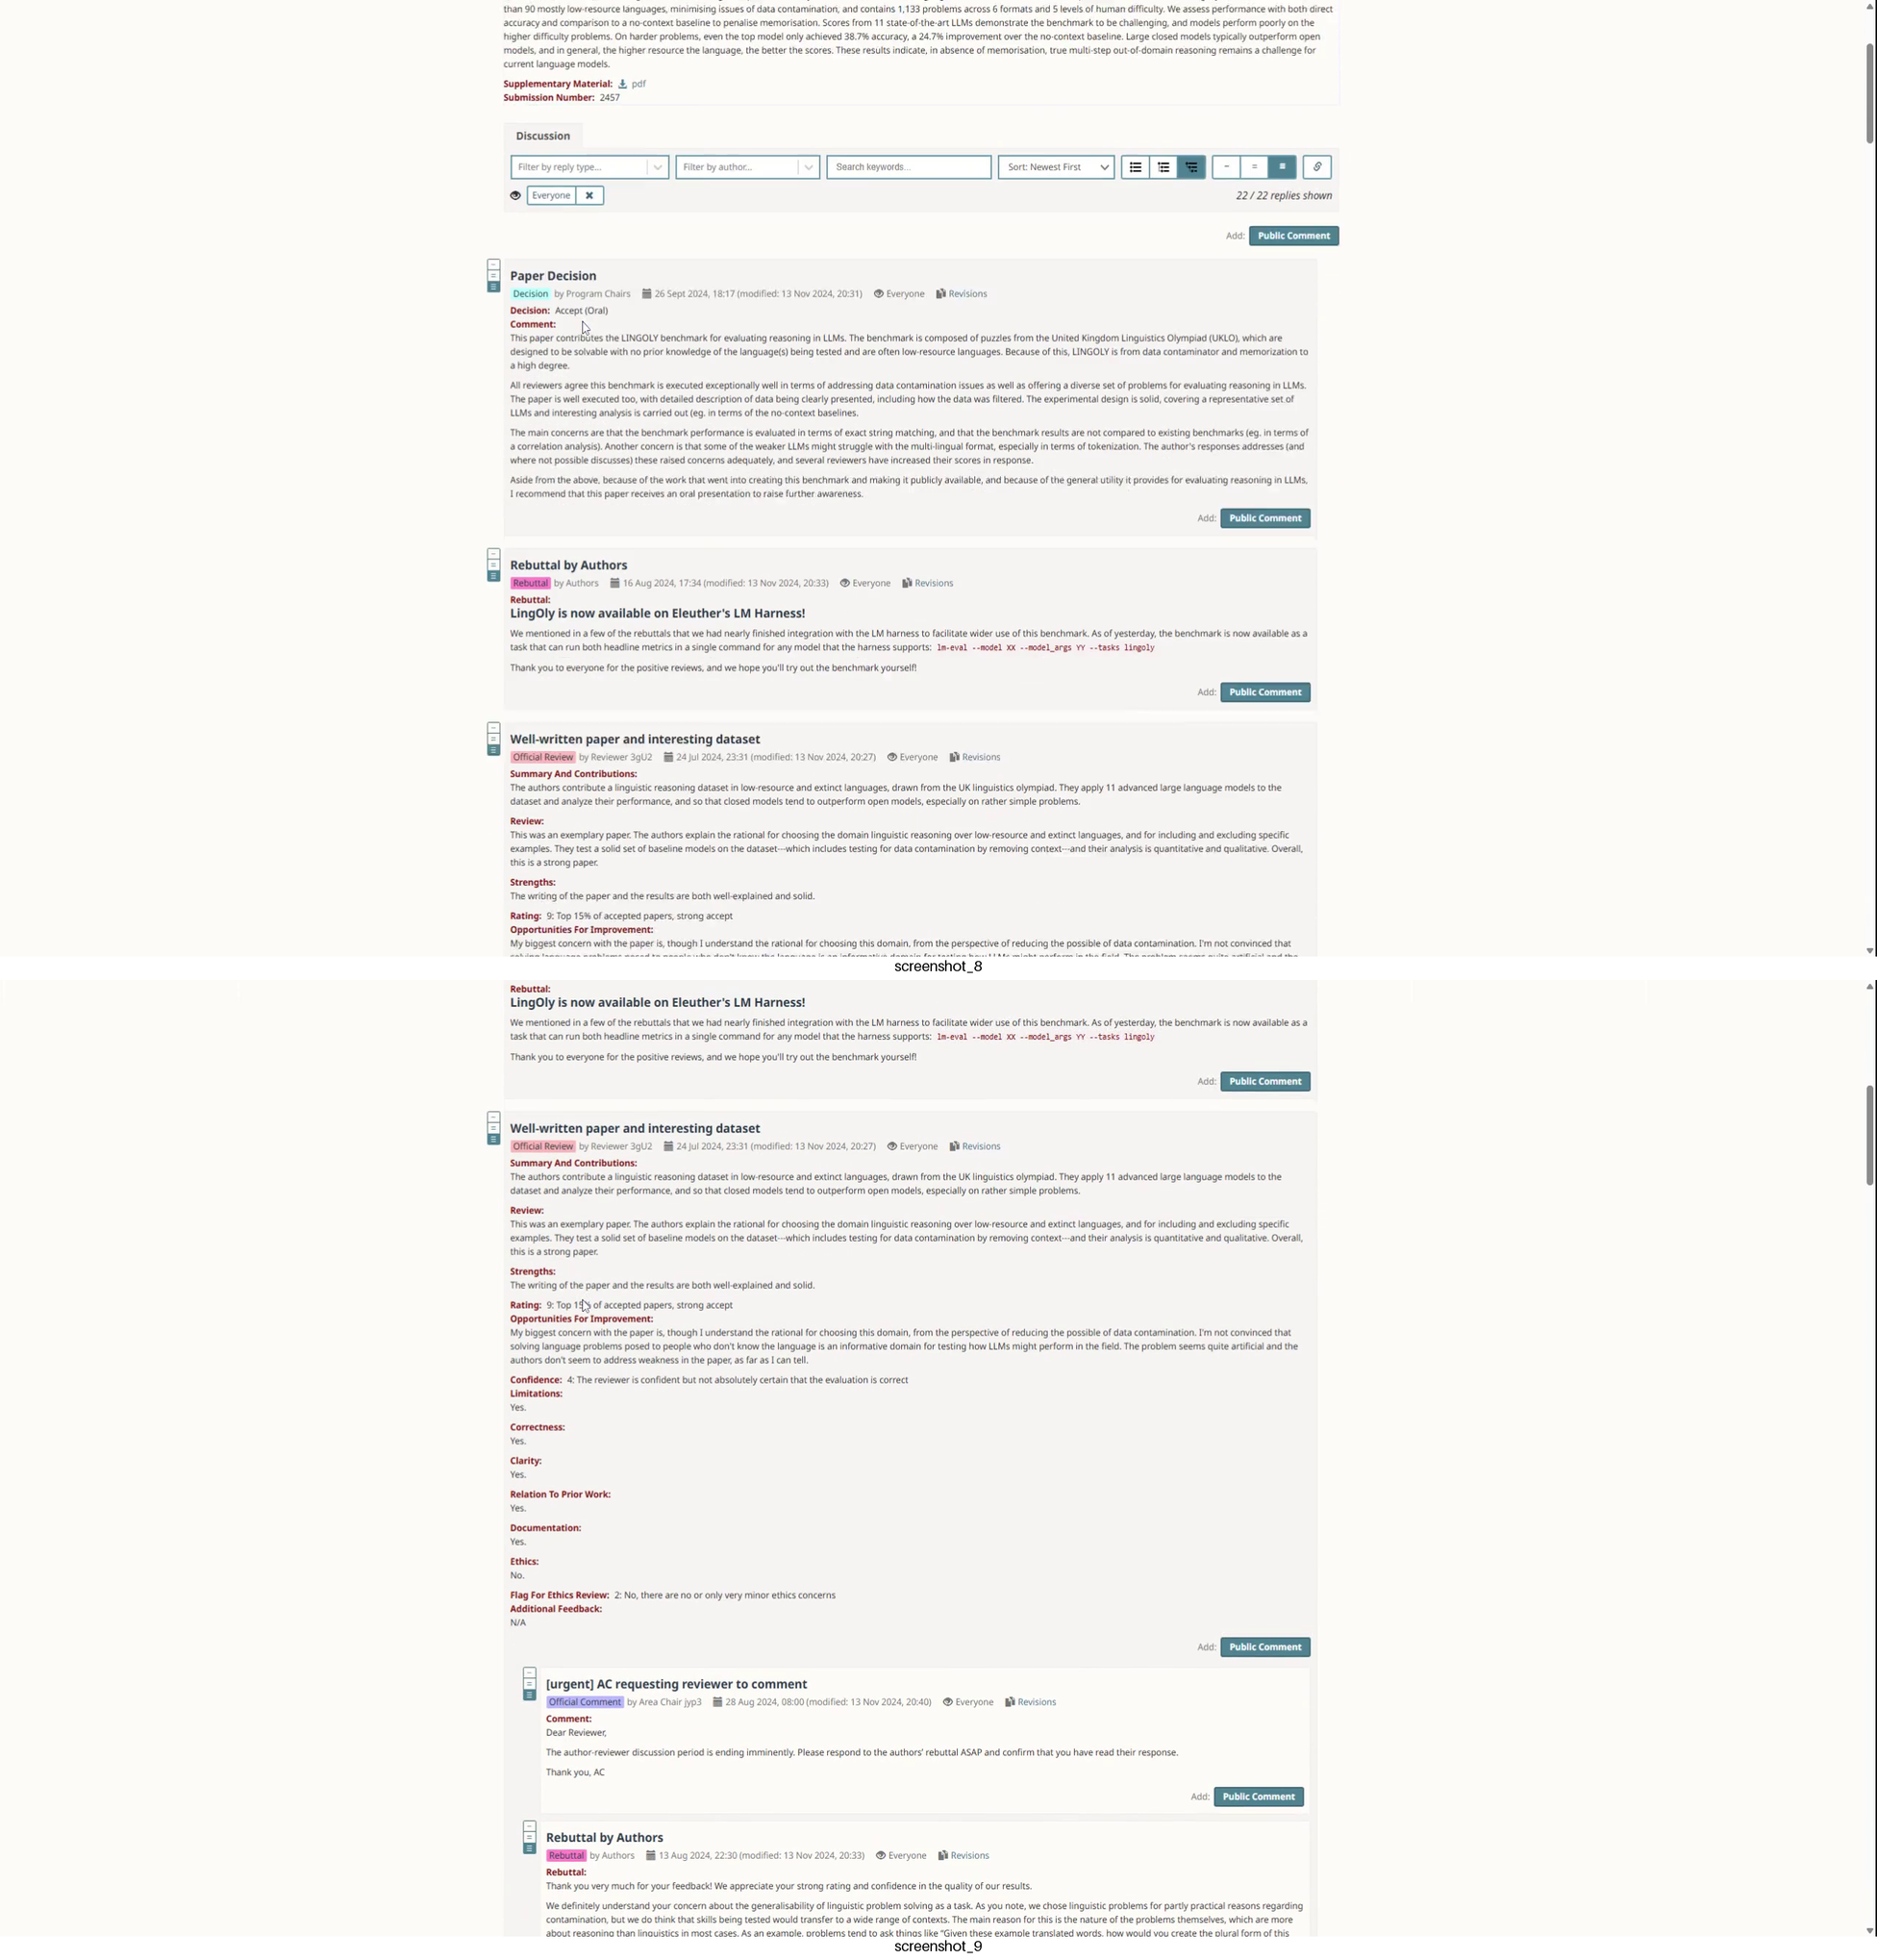 than 90 mostly low-resource languages, minimising issues of data contamination, and contains 1,133 problems across 6 formats and 5 levels of human difficulty. We assess performance with both direct
accuracy and comparison to a no-context baseline to penalise memorisation. Scores from 11 state-of-the-art LLMs demonstrate the benchmark to be challenging, and models perform poorly on the
higher difficulty problems. On harder problems, even the top model only achieved 38.7% accuracy, a 24.7% improvement over the no-context baseline. Large closed models typically outperform open
models, and in general, the higher resource the language, the better the scores. These results indicate, in absence of memorisation, true multi-step out-of-domain reasoning remains a challenge for
current language models.
Supplementary Material: pdf
Submission Number: 2457
Discussion
Filter by reply type... Filter by author... Search keywords... Sort: Newest First
Everyone 22 / 22 replies shown
Add: Public Comment
Paper Decision
Decision by Program Chairs 26 Sept 2024, 18:17 (modified: 13 Nov 2024, 20:31) Everyone Revisions
Decision: Accept (Oral)
Comment:
This paper contributes the LINGOLY benchmark for evaluating reasoning in LLMs. The benchmark is composed of puzzles from the United Kingdom Linguistics Olympiad (UKLO), which are
designed to be solvable with no prior knowledge of the language(s) being tested and are often low-resource languages. Because of this, LINGOLY is from data contaminator and memorization to
a high degree.
All reviewers agree this benchmark is executed exceptionally well in terms of addressing data contamination issues as well as offering a diverse set of problems for evaluating reasoning in LLMs.
The paper is well executed too, with detailed description of data being clearly presented, including how the data was filtered. The experimental design is solid, covering a representative set of
LLMs and interesting analysis is carried out (eg. in terms of the no-context baselines.
The main concerns are that the benchmark performance is evaluated in terms of exact string matching, and that the benchmark results are not compared to existing benchmarks (eg. in terms of
a correlation analysis). Another concern is that some of the weaker LLMs might struggle with the multi-lingual format, especially in terms of tokenization. The author's responses addresses (and
where not possible discusses) these raised concerns adequately, and several reviewers have increased their scores in response.
Aside from the above, because of the work that went into creating this benchmark and making it publicly available, and because of the general utility it provides for evaluating reasoning in LLMs,
I recommend that this paper receives an oral presentation to raise further awareness.
Add: Public Comment
Rebuttal by Authors
Rebuttal by Authors 16 Aug 2024, 17:34 (modified: 13 Nov 2024, 20:33) Everyone Revisions
Rebuttal:
LingOly is now available on Eleuther's LM Harness!
We mentioned in a few of the rebuttals that we had nearly finished integration with the LM harness to facilitate wider use of this benchmark. As of yesterday, the benchmark is now available as a
task that can run both headline metrics in a single command for any model that the harness supports: lm-eval --model XX --model_args YY --tasks lingoly
Thank you to everyone for the positive reviews, and we hope you'll try out the benchmark yourself!
Add: Public Comment
Well-written paper and interesting dataset
Official Review by Reviewer 3gU2 24 Jul 2024, 23:31 (modified: 13 Nov 2024, 20:27) Everyone Revisions
Summary And Contributions:
The authors contribute a linguistic reasoning dataset in low-resource and extinct languages, drawn from the UK linguistics olympiad. They apply 11 advanced large language models to the
dataset and analyze their performance, and so that closed models tend to outperform open models, especially on rather simple problems.
Review:
This was an exemplary paper. The authors explain the rational for choosing the domain linguistic reasoning over low-resource and extinct languages, and for including and excluding specific
examples. They test a solid set of baseline models on the dataset---which includes testing for data contamination by removing context---and their analysis is quantitative and qualitative. Overall,
this is a strong paper.
Strengths:
The writing of the paper and the results are both well-explained and solid.
Rating: 9: Top 15% of accepted papers, strong accept
Opportunities For Improvement:
My biggest concern with the paper is, though I understand the rational for choosing this domain, from the perspective of reducing the possible of data contamination. I'm not convinced that
screenshot_8
Rebuttal:
LingOly is now available on Eleuther's LM Harness!
We mentioned in a few of the rebuttals that we had nearly finished integration with the LM harness to facilitate wider use of this benchmark. As of yesterday, the benchmark is now available as a
task that can run both headline metrics in a single command for any model that the harness supports: lm-eval --model XX --model_args YY --tasks lingoly
Thank you to everyone for the positive reviews, and we hope you'll try out the benchmark yourself!
Add: Public Comment
Well-written paper and interesting dataset
Official Review by Reviewer 3gU2 24 Jul 2024, 23:31 (modified: 13 Nov 2024, 20:27) Everyone Revisions
Summary And Contributions:
The authors contribute a linguistic reasoning dataset in low-resource and extinct languages, drawn from the UK linguistics olympiad. They apply 11 advanced large language models to the
dataset and analyze their performance, and so that closed models tend to outperform open models, especially on rather simple problems.
Review:
This was an exemplary paper. The authors explain the rational for choosing the domain linguistic reasoning over low-resource and extinct languages, and for including and excluding specific
examples. They test a solid set of baseline models on the dataset---which includes testing for data contamination by removing context---and their analysis is quantitative and qualitative. Overall,
this is a strong paper.
Strengths:
The writing of the paper and the results are both well-explained and solid.
Rating: 9: Top 15% of accepted papers, strong accept
Opportunities For Improvement:
My biggest concern with the paper is, though I understand the rational for choosing this domain, from the perspective of reducing the possible of data contamination. I'm not convinced that
solving language problems posed to people who don't know the language is an informative domain for testing how LLMs might perform in the field. The problem seems quite artificial and the
authors don't seem to address weakness in the paper, as far as I can tell.
Confidence: 4: The reviewer is confident but not absolutely certain that the evaluation is correct
Limitations:
Yes.
Correctness:
Yes.
Clarity:
Yes.
Relation To Prior Work:
Yes.
Documentation:
Yes.
Ethics:
No.
Flag For Ethics Review: 2: No, there are no or only very minor ethics concerns
Additional Feedback:
N/A
Add: Public Comment
[urgent] AC requesting reviewer to comment
Official Comment by Area Chair jyp3 28 Aug 2024, 08:00 (modified: 13 Nov 2024, 20:40) Everyone Revisions
Comment:
Dear Reviewer,
The author-reviewer discussion period is ending imminently. Please respond to the authors' rebuttal ASAP and confirm that you have read their response.
Thank you, AC
Add: Public Comment
Rebuttal by Authors
Rebuttal by Authors 13 Aug 2024, 22:30 (modified: 13 Nov 2024, 20:33) Everyone Revisions
Rebuttal:
Thank you very much for your feedback! We appreciate your strong rating and confidence in the quality of our results.
We definitely understand your concern about the generalisability of linguistic problem solving as a task. As you note, we chose linguistic problems for partly practical reasons regarding
contamination, but we do think that skills being tested would transfer to a wide range of contexts. The main reason for this is the nature of the problems themselves, which are more
about reasoning than linguistics in most cases. As an example, problems tend to ask things like "Given these example translated words, how would you create the plural form of this
screenshot_9